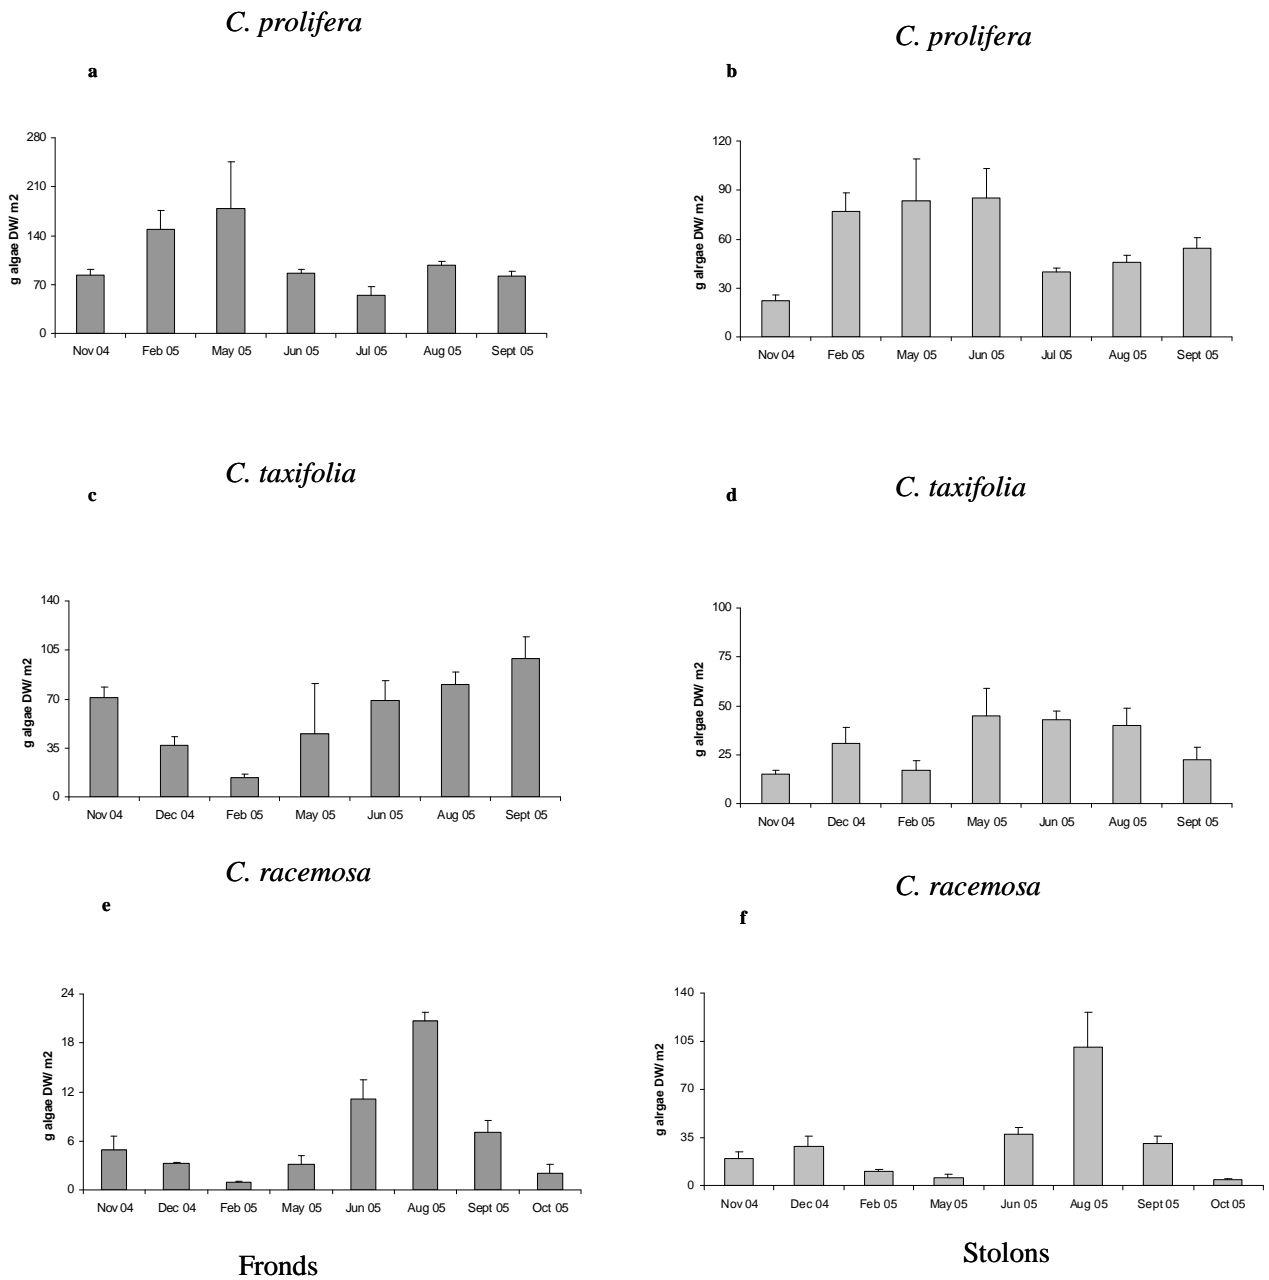 C. prolifera
a
g algae DW/ m2
280
210
140
70
0
Nov 04 Feb 05 May 05 Jun 05 Jul 05 Aug 05 Sept 05
C. prolifera
b
g alrgae DW/ m2
120
90
60
30
0
Nov 04 Feb 05 May 05 Jun 05 Jul 05 Aug 05 Sept 05
C. taxifolia
c
g algae DW/ m2
140
105
70
35
0
Nov 04 Dec 04 Feb 05 May 05 Jun 05 Aug 05 Sept 05
C. taxifolia
d
g alrgae DW/ m2
100
75
50
25
0
Nov 04 Dec 04 Feb 05 May 05 Jun 05 Aug 05 Sept 05
C. racemosa
e
g algae DW/ m2
24
18
12
6
0
Nov 04 Dec 04 Feb 05 May 05 Jun 05 Aug 05 Sept 05 Oct 05
Fronds
C. racemosa
f
g alrgae DW/ m2
140
105
70
35
0
Nov 04 Dec 04 Feb 05 May 05 Jun 05 Aug 05 Sept 05 Oct 05
Stolons